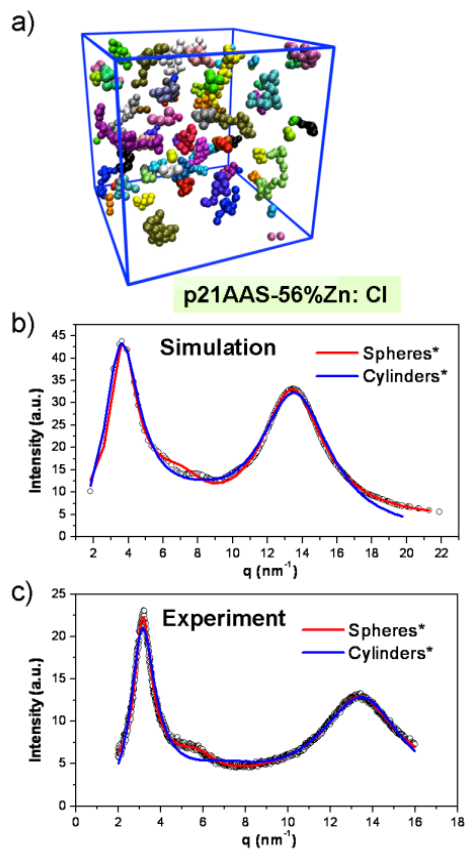 a)
p21AAS-56%Zn: Cl
b)
Simulation
Spheres*
Cylinders*
Intensity (a.u.)
45
40
35
30
25
20
15
10
5
0
2 4 6 8 10 12 14 16 18 20 22
q (nm⁻¹)
c)
Experiment
Spheres*
Cylinders*
Intensity (a.u.)
25
20
15
10
5
0
0 2 4 6 8 10 12 14 16 18
q (nm⁻¹)